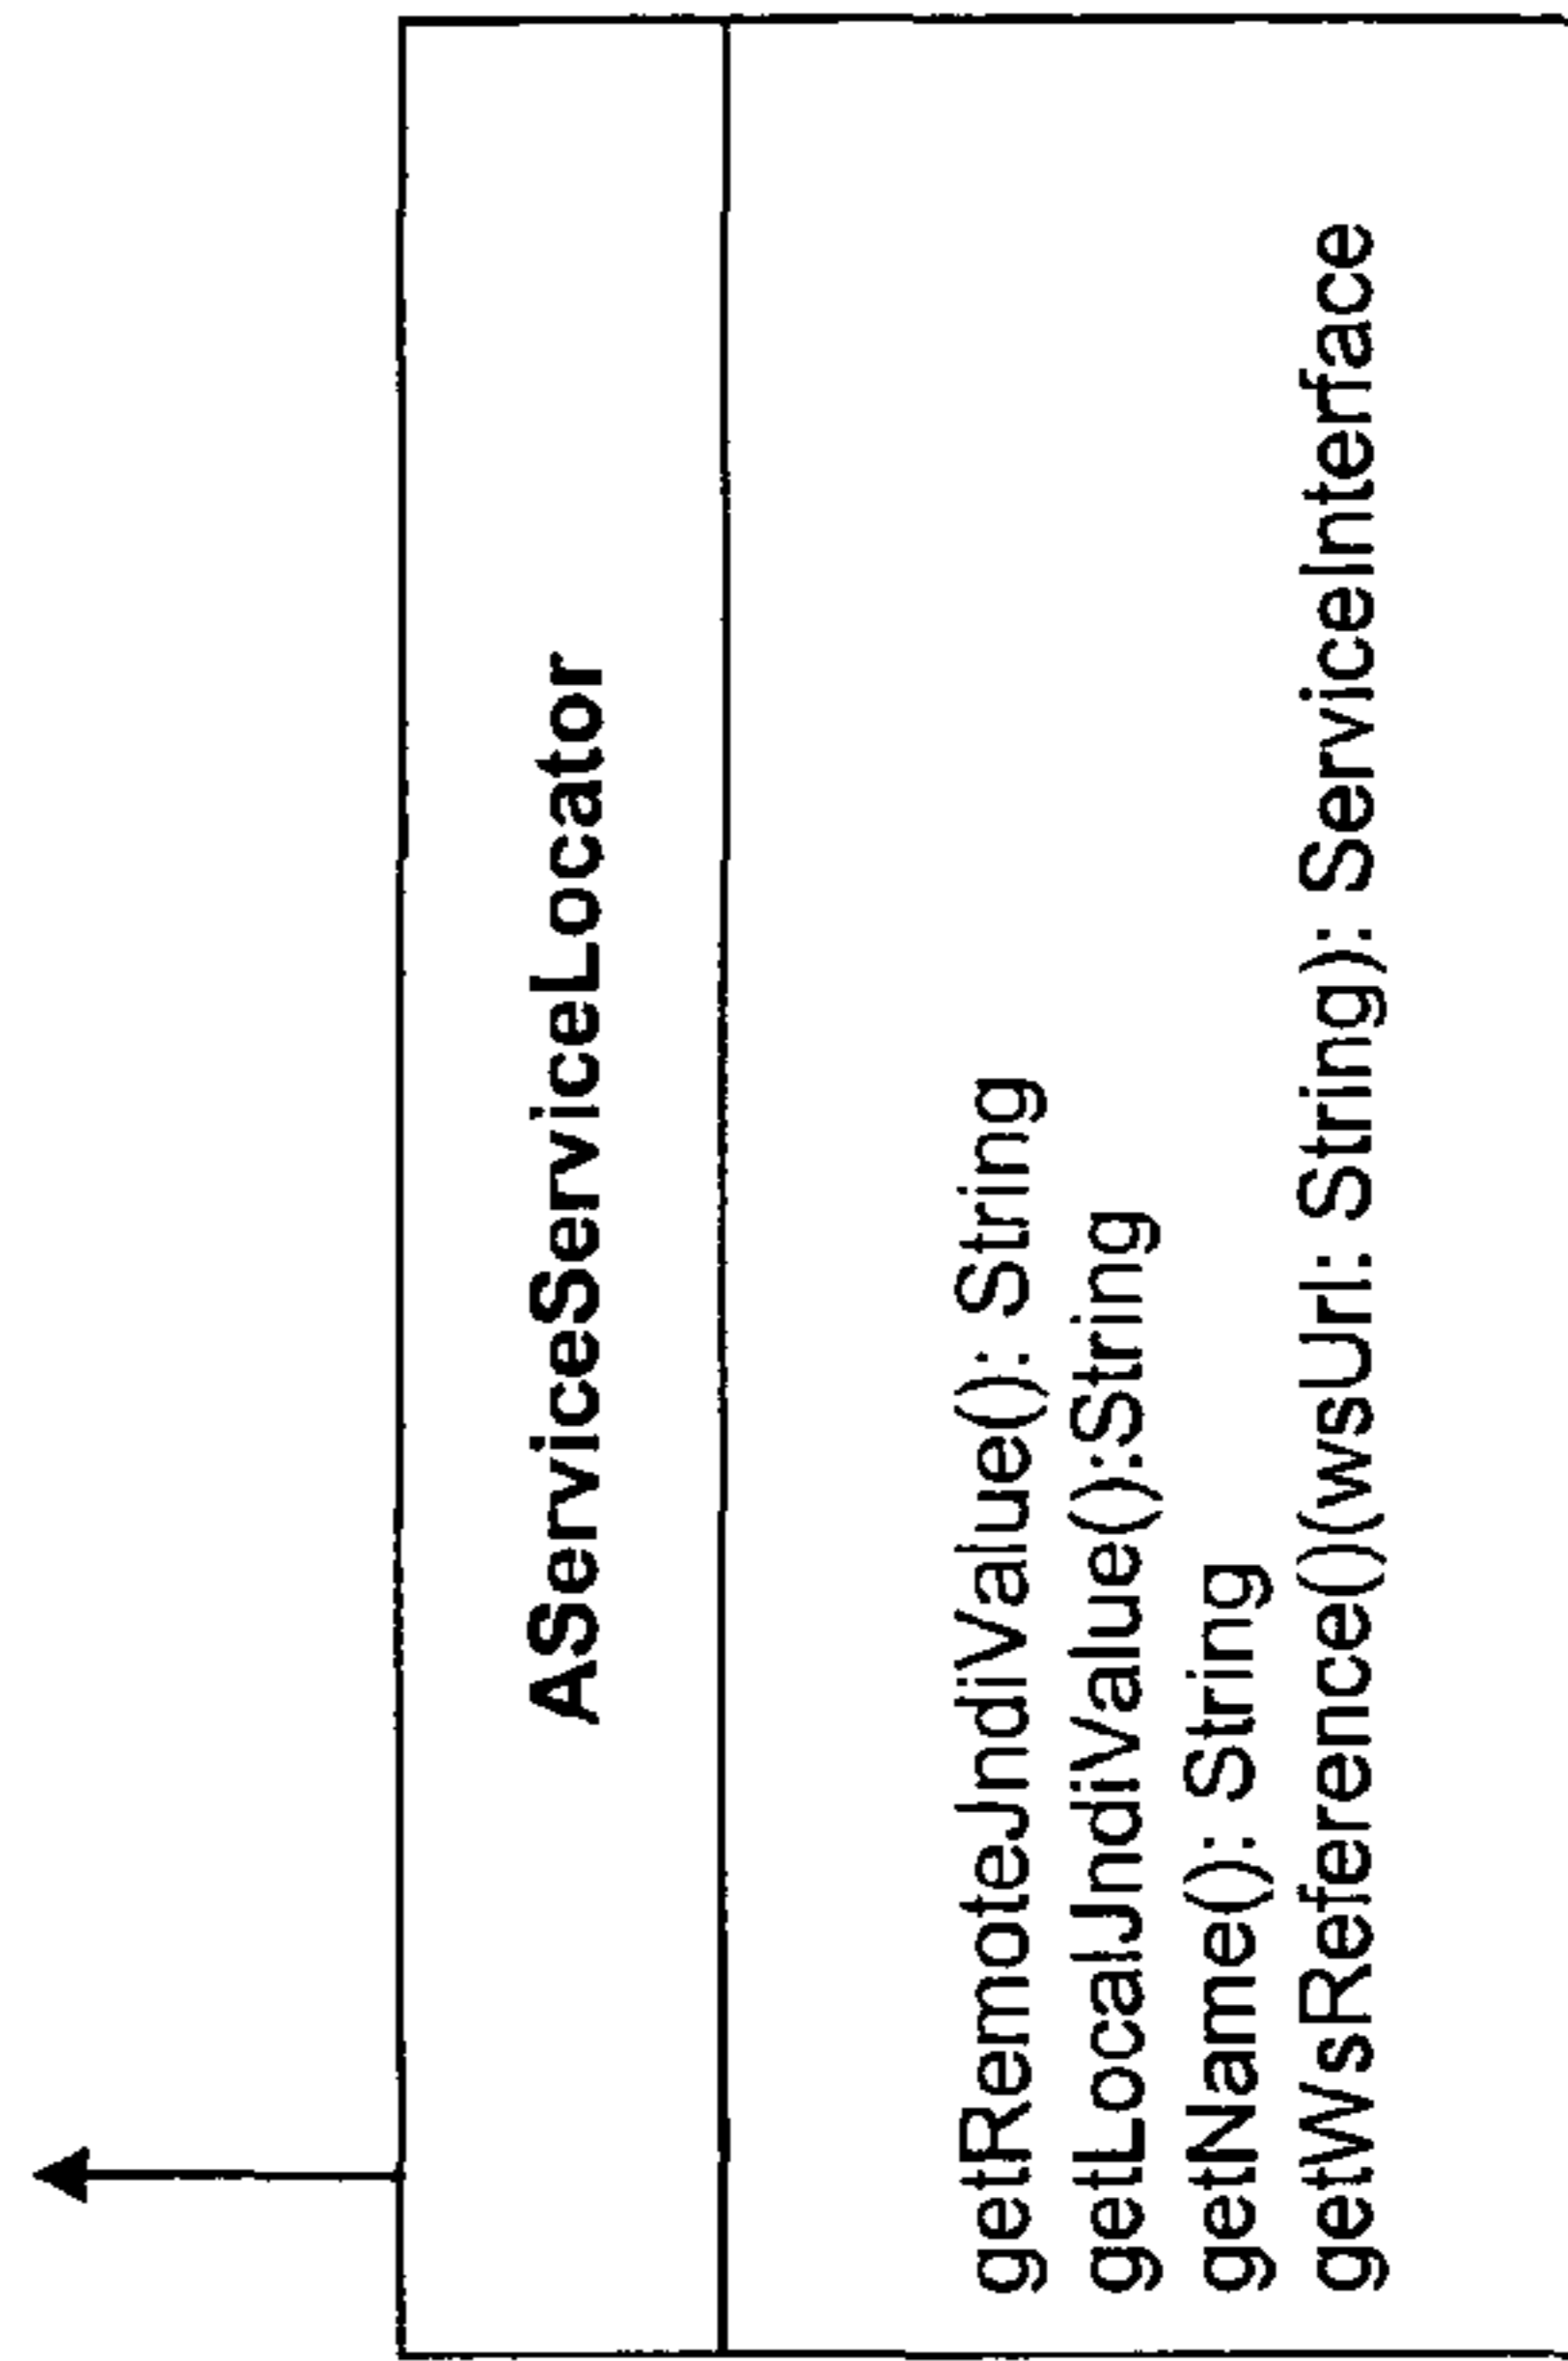 AServiceServiceLocator
getRemoteJndiValue(): String
getLocalJndiValue():String
getName(): String
getWsReference()(wsUrl: String): ServiceInterface